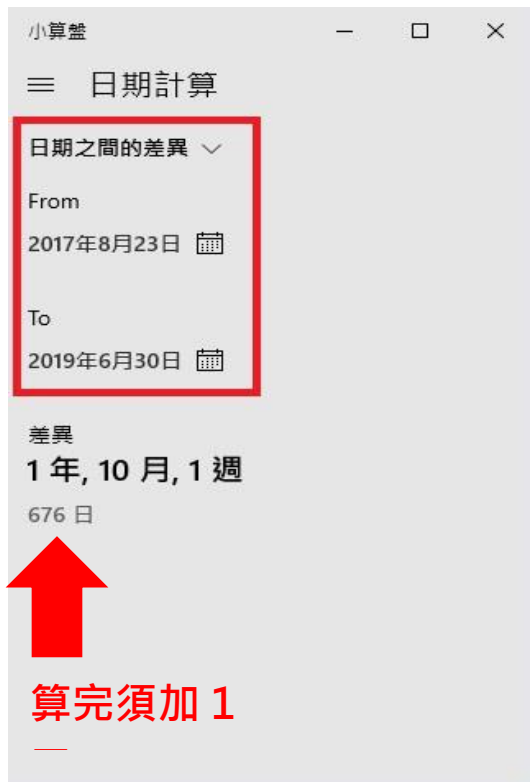 小算盤
日期計算
日期之間的差異
From
2017年8月23日
To
2019年6月30日
差異
1 年, 10 月, 1 週
676 日
算完須加 1